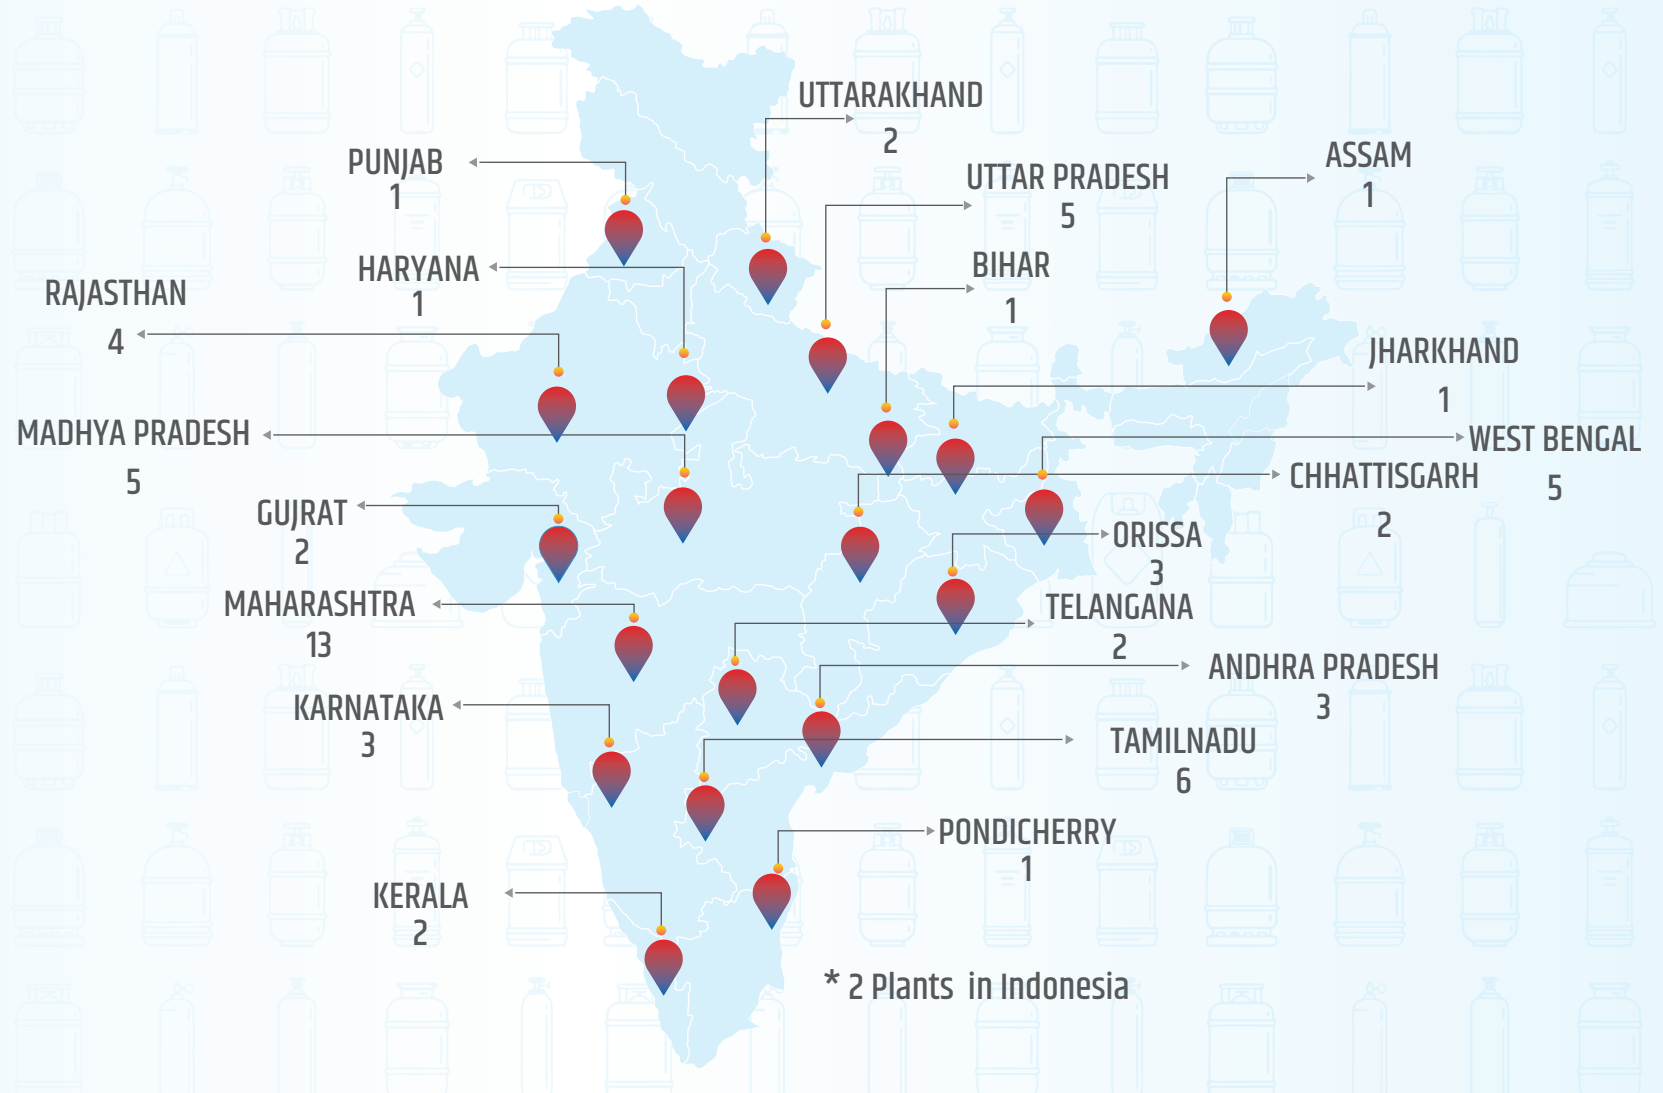 UTTARAKHAND
2
PUNJAB
1
UTTAR PRADESH
5
ASSAM
1
HARYANA
1
BIHAR
1
RAJASTHAN
4
JHARKHAND
1
MADHYA PRADESH
5
WEST BENGAL
5
CHHATTISGARH
2
GUJRAT
2
ORISSA
3
MAHARASHTRA
13
TELANGANA
2
ANDHRA PRADESH
3
KARNATAKA
3
TAMILNADU
6
PONDICHERRY
1
KERALA
2
* 2 Plants in Indonesia